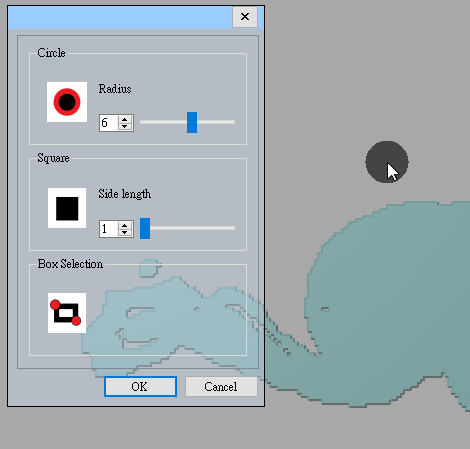 Circle
Radius
6
Square
Side length
1
Box Selection
OK
Cancel